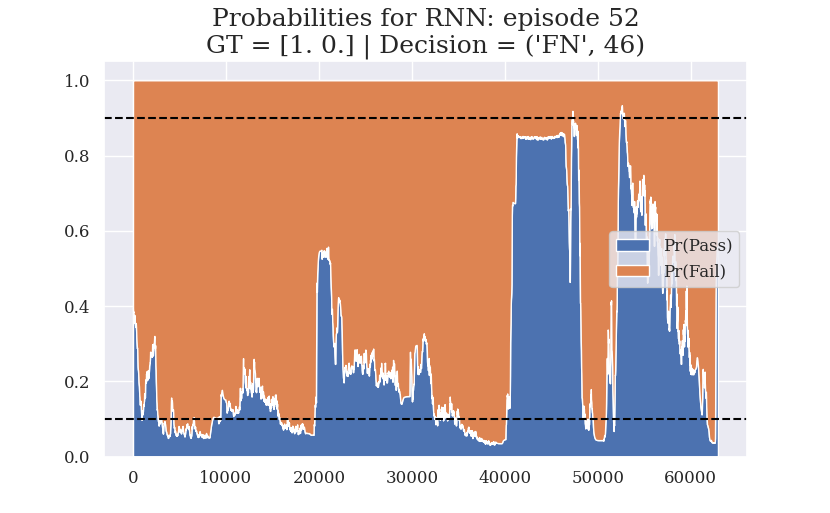 Probabilities for RNN: episode 52
GT = [1. 0.] | Decision = ('FN', 46)
1.0
0.8
0.6
0.4
0.2
0.0
Pr(Pass)
Pr(Fail)
0 10000 20000 30000 40000 50000 60000